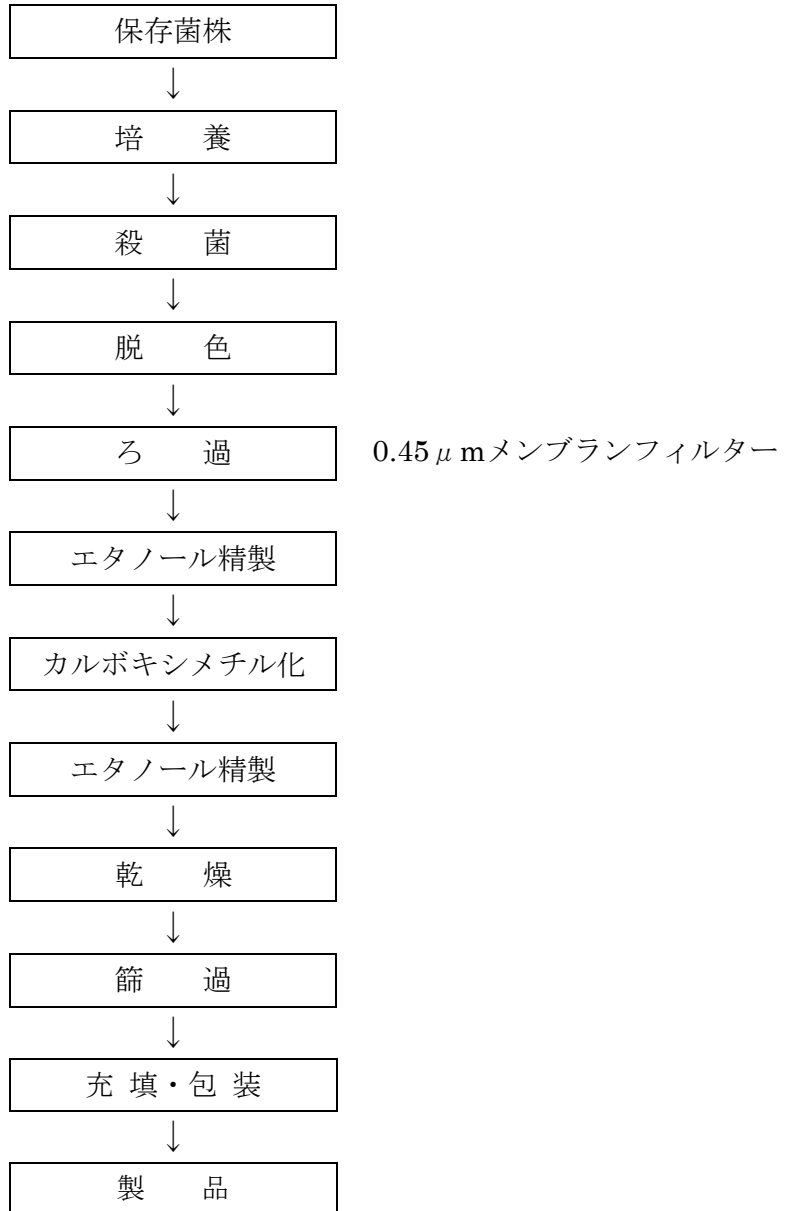 保存菌株
↓
培　養
↓
殺　菌
↓
脱　色
↓
ろ　過　0.45μmメンブランフィルター
↓
エタノール精製
↓
カルボキシメチル化
↓
エタノール精製
↓
乾　燥
↓
篩　過
↓
充 填・包 装
↓
製　品